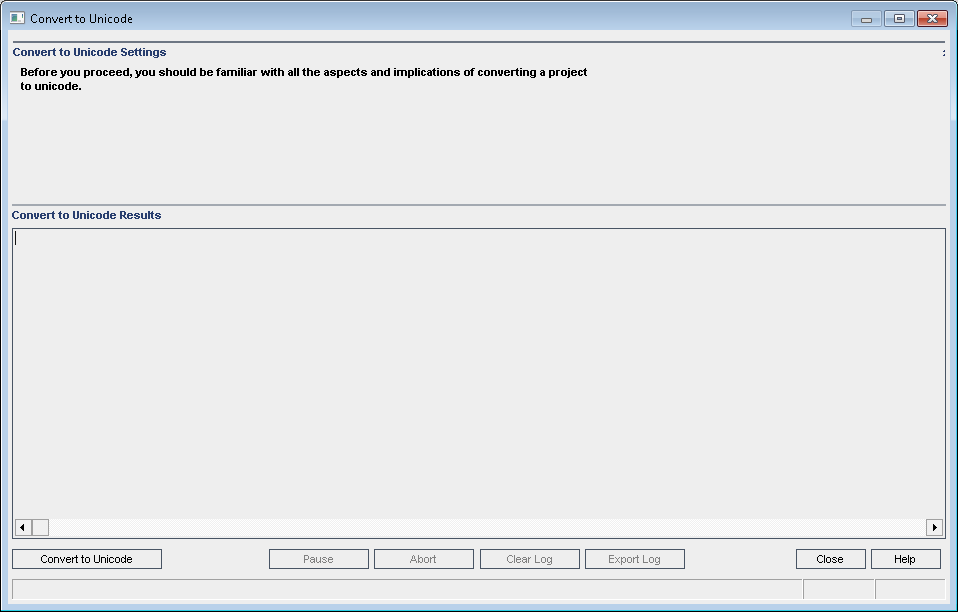 Convert to Unicode
Convert to Unicode Settings
Before you proceed, you should be familiar with all the aspects and implications of converting a project
to unicode.
Convert to Unicode Results
Convert to Unicode
Pause
Abort
Clear Log
Export Log
Close
Help